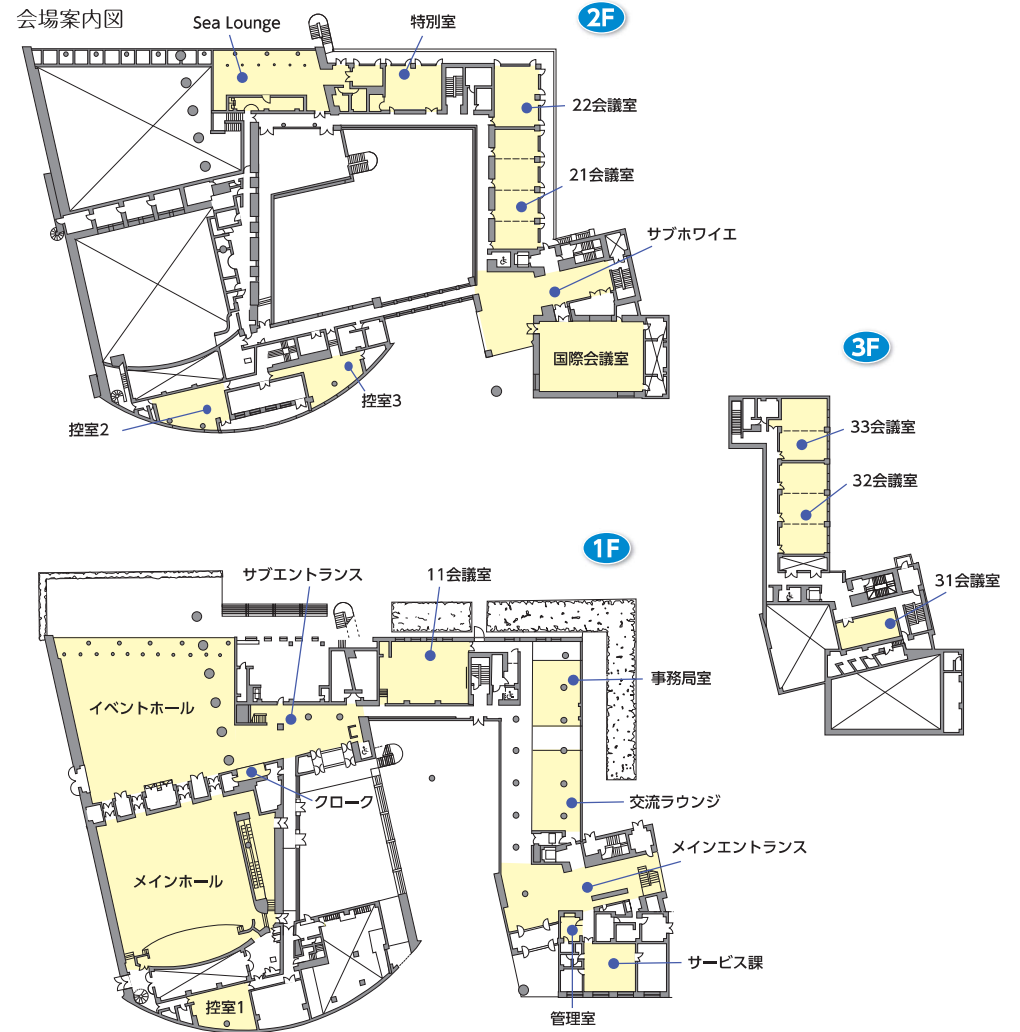 会場案内図
2F
Sea Lounge
特別室
22会議室
21会議室
サブホワイエ
国際会議室
控室3
控室2
3F
33会議室
32会議室
31会議室
1F
サブエントランス
11会議室
事務局室
イベントホール
クローク
交流ラウンジ
メインエントランス
メインホール
サービス課
控室1
管理室